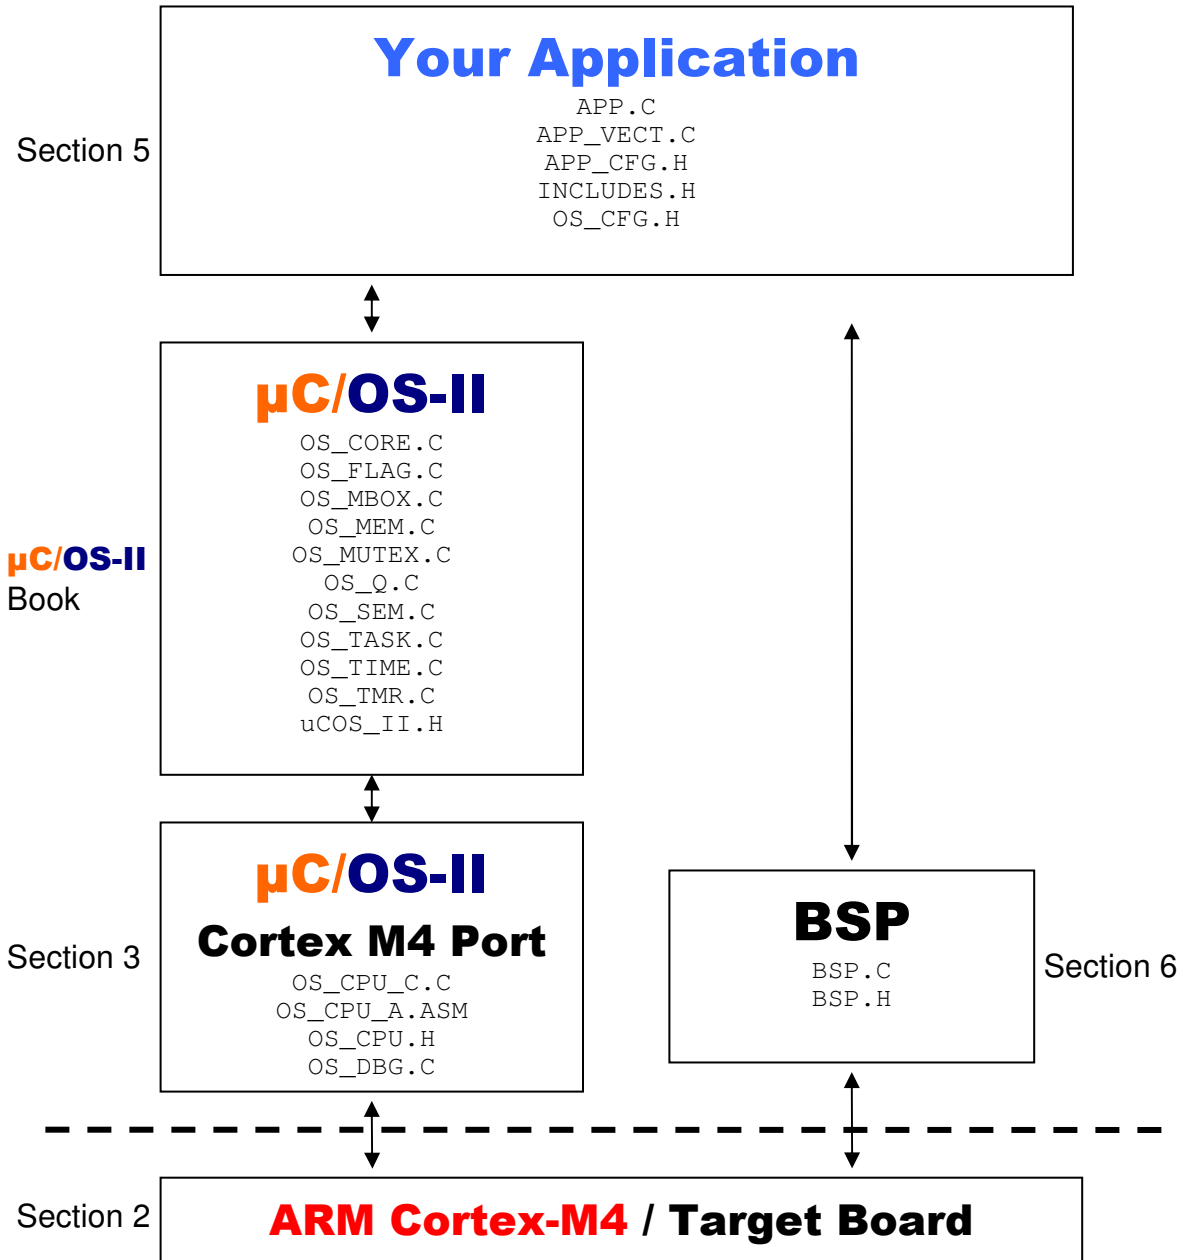 Your Application
APP.C
APP_VECT.C
APP_CFG.H
INCLUDES.H
OS_CFG.H
Section 5
µC/OS-II
OS_CORE.C
OS_FLAG.C
OS_MBOX.C
OS_MEM.C
OS_MUTEX.C
OS_Q.C
OS_SEM.C
OS_TASK.C
OS_TIME.C
OS_TMR.C
uCOS_II.H
µC/OS-II
Book
µC/OS-II
Cortex M4 Port
OS_CPU_C.C
OS_CPU_A.ASM
OS_CPU.H
OS_DBG.C
Section 3
BSP
BSP.C
BSP.H
Section 6
Section 2
ARM Cortex-M4 / Target Board